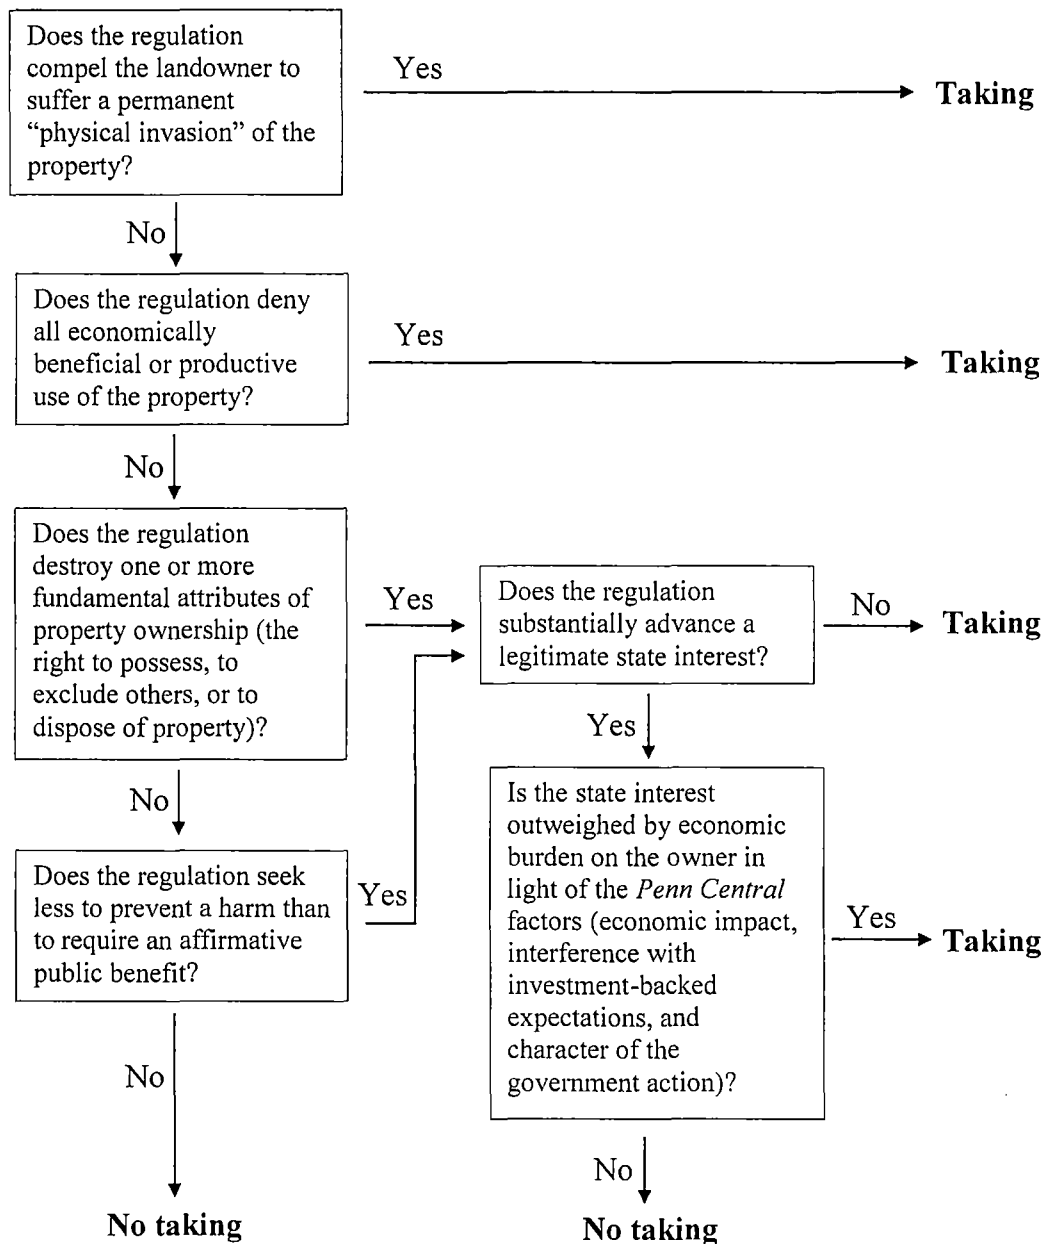 Does the regulation
compel the landowner to
suffer a permanent
“physical invasion” of the
property?
Yes
Taking
No
Does the regulation deny
all economically
beneficial or productive
use of the property?
Yes
Taking
No
Does the regulation
destroy one or more
fundamental attributes of
property ownership (the
right to possess, to
exclude others, or to
dispose of property)?
Yes
Does the regulation
substantially advance a
legitimate state interest?
No
Taking
Yes
No
Is the state interest
outweighed by economic
burden on the owner in
light of the Penn Central
factors (economic impact,
interference with
investment-backed
expectations, and
character of the
government action)?
Yes
Taking
Does the regulation seek
less to prevent a harm than
to require an affirmative
public benefit?
Yes
No
No
No taking
No taking